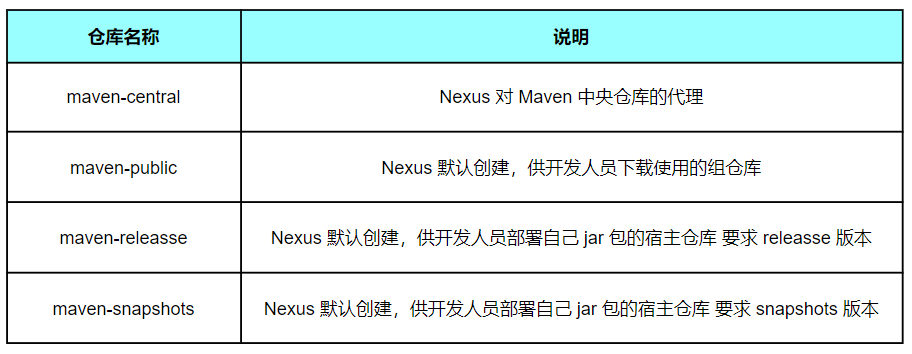 仓库名称 说明
maven-central Nexus 对 Maven 中央仓库的代理
maven-public Nexus 默认创建，供开发人员下载使用的组仓库
maven-releasse Nexus 默认创建，供开发人员部署自己 jar 包的宿主仓库 要求 releasse 版本
maven-snapshots Nexus 默认创建，供开发人员部署自己 jar 包的宿主仓库 要求 snapshots 版本